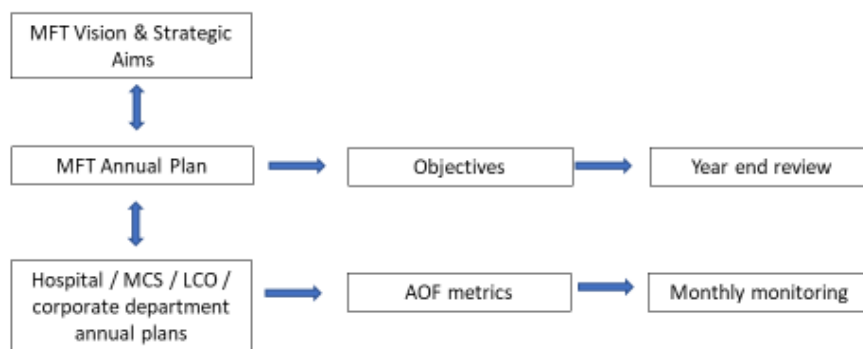 MFT Vision & Strategic
Aims
MFT Annual Plan
Objectives
Year end review
Hospital / MCS / LCO /
corporate department
annual plans
AOF metrics
Monthly monitoring